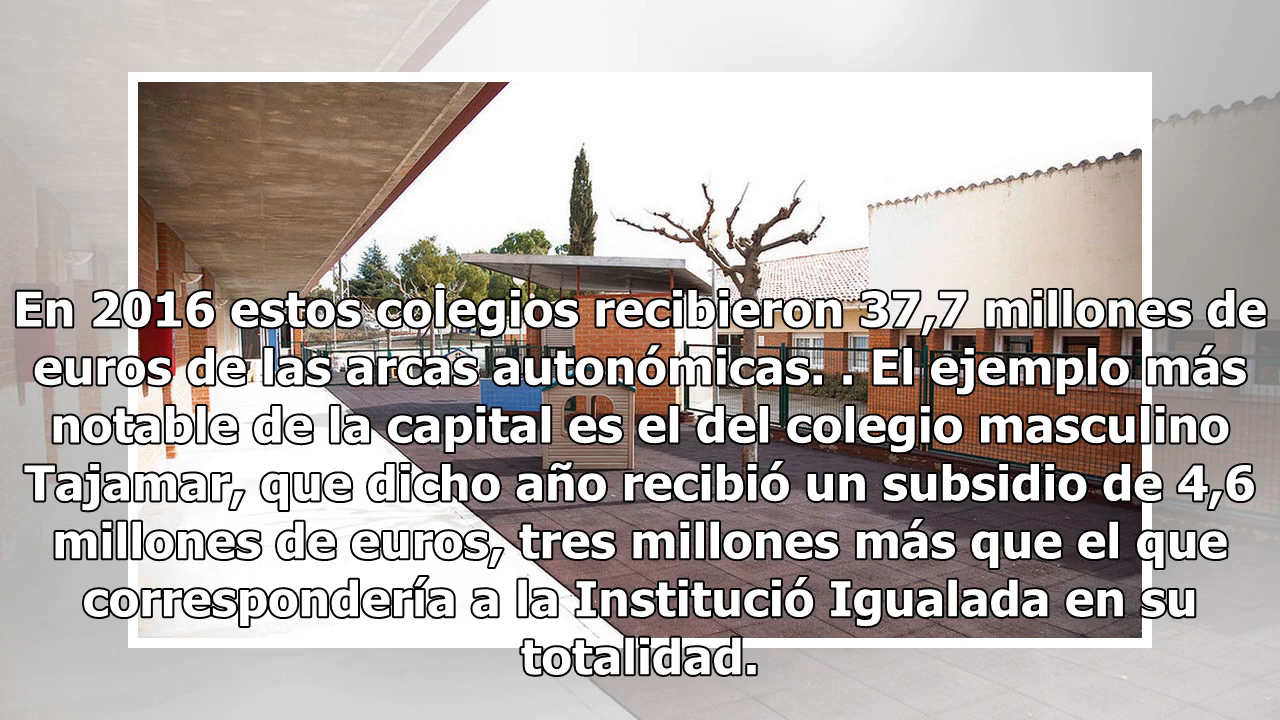 En 2016 estos colegios recibieron 37,7 millones de
euros de las arcas autonómicas. . El ejemplo más
notable de la capital es el del colegio masculino
Tajamar, que dicho año recibió un subsidio de 4,6
millones de euros, tres millones más que el que
correspondería a la Institució Igualada en su
totalidad.